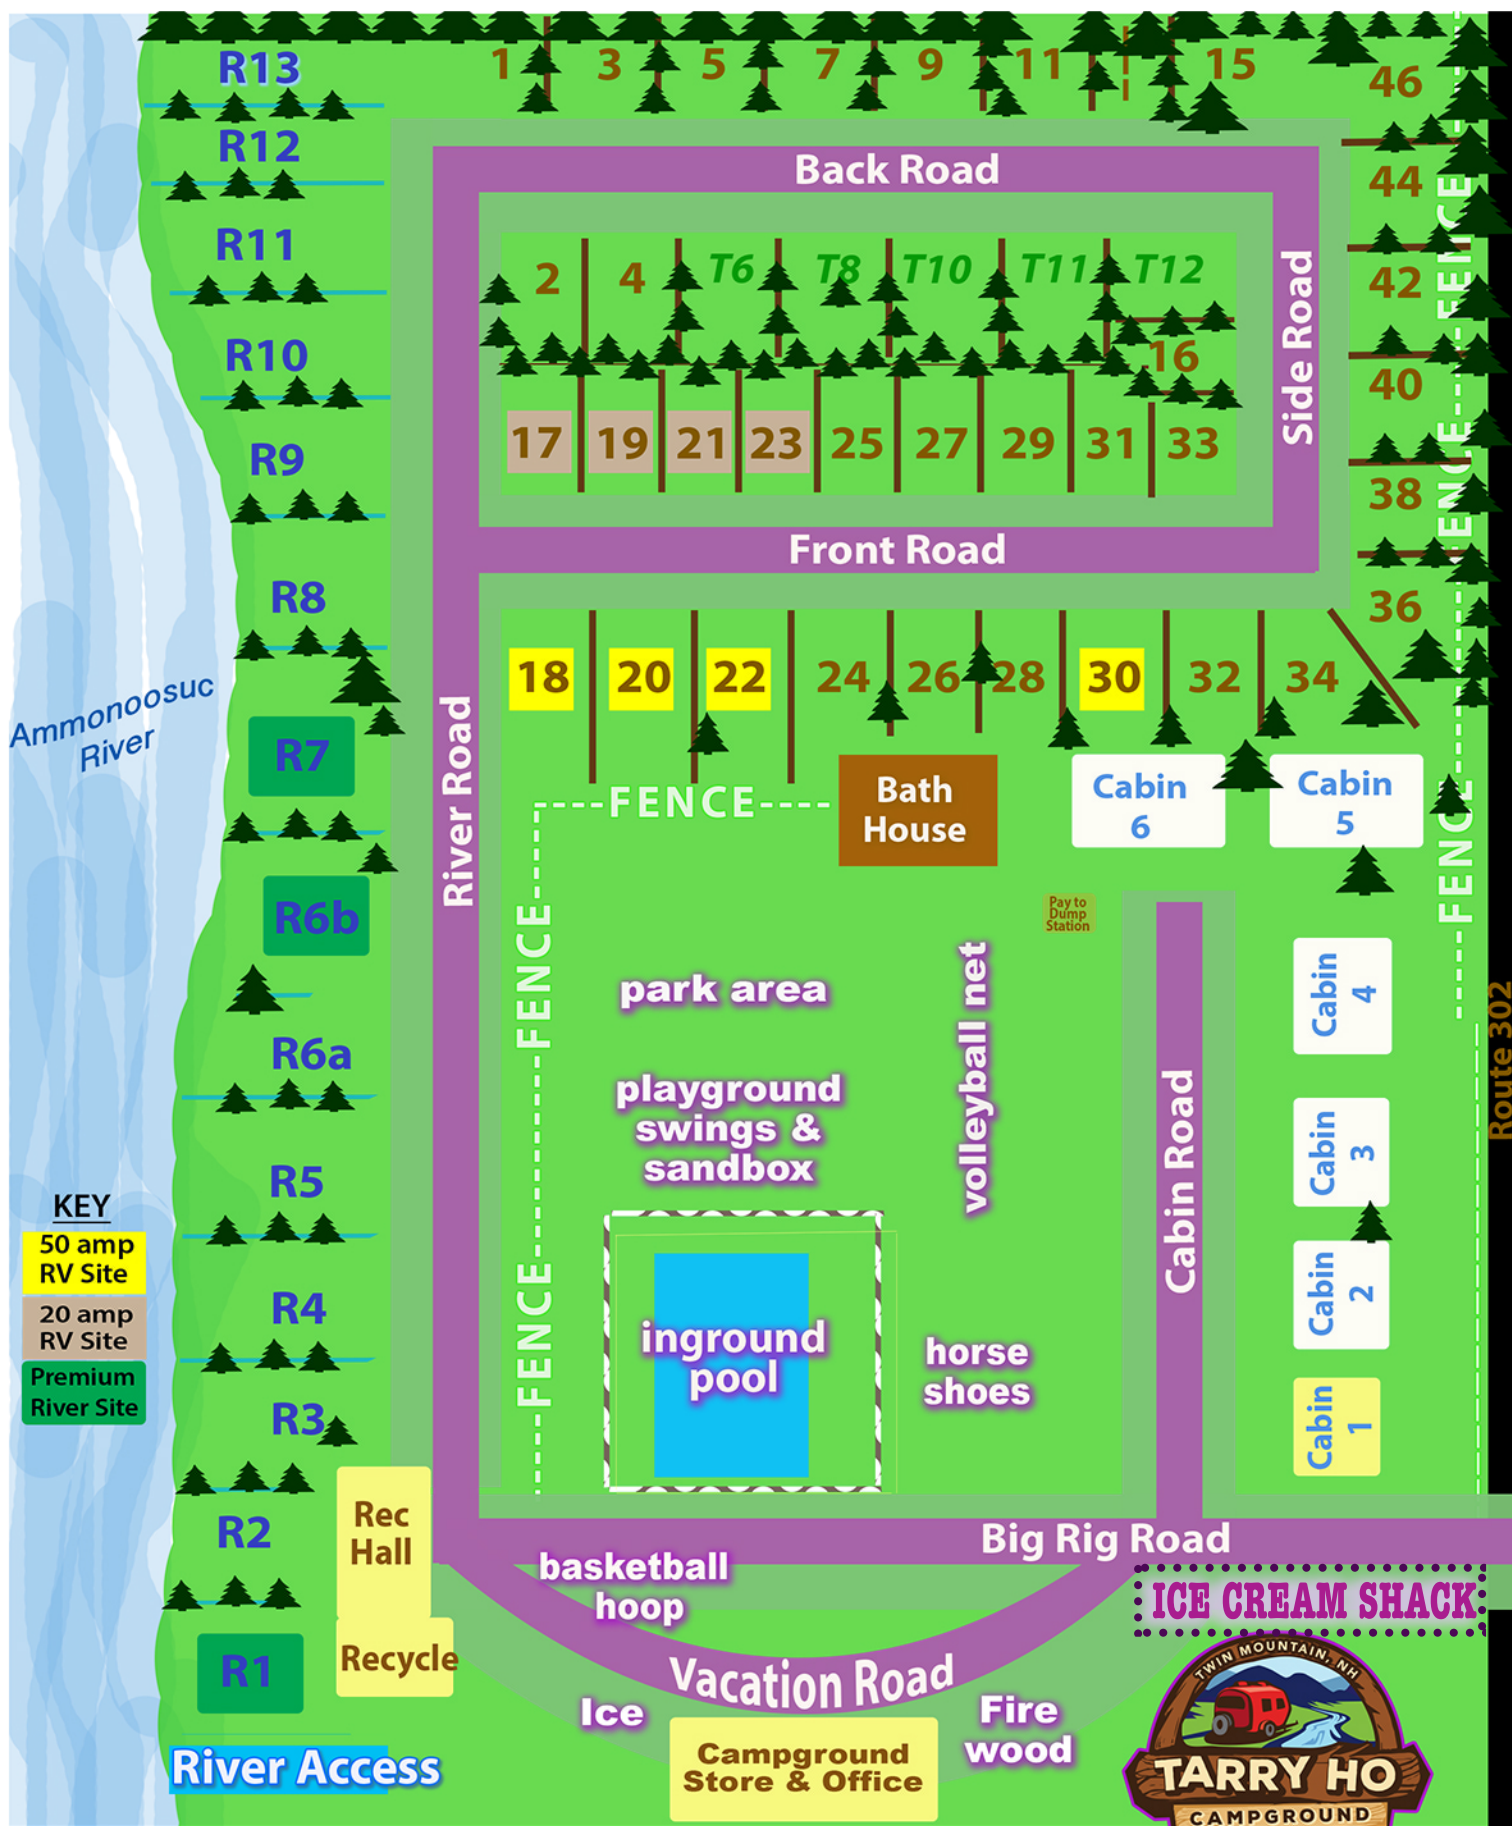 R13
1
3
5
7
9
11
15
46
R12
Back Road
44
FENCE
R11
2
4
T6
T8
T10
T11
T12
42
FENCE
Side Road
R10
16
40
R9
17
19
21
23
25
27
29
31
33
38
FENCE
Front Road
R8
36
18
20
22
24
26
28
30
32
34
Ammonoosuc
River
R7
River Road
FENCE
Bath
House
Cabin
6
Cabin
5
FENCE
R6b
FENCE
Pay to
Dump
Station
park area
volleyball net
Cabin
4
Route 302
R6a
playground
swings &
sandbox
Cabin Road
Cabin
3
R5
KEY
50 amp
RV Site
20 amp
RV Site
Premium
River Site
R4
FENCE
inground
pool
horse
shoes
Cabin
2
R3
Cabin
1
Rec
Hall
R2
Big Rig Road
basketball
hoop
ICE CREAM SHACK
R1
Recycle
Vacation Road
Ice
Fire
wood
River Access
Campground
Store & Office
TWIN MOUNTAIN, NH
TARRY HO
CAMPGROUND